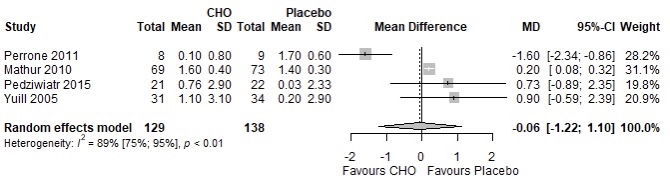 CHO Placebo
Study Total Mean SD Total Mean SD Mean Difference MD 95%-CI Weight
Perrone 2011 8 0.10 0.80 9 1.70 0.60 -1.60 [-2.34; -0.86] 28.2%
Mathur 2010 69 1.60 0.40 73 1.40 0.30 0.20 [ 0.08; 0.32] 31.1%
Pedziwiatr 2015 21 0.76 2.90 22 0.03 2.33 0.73 [-0.89; 2.35] 19.8%
Yuill 2005 31 1.10 3.10 34 0.20 2.90 0.90 [-0.59; 2.39] 20.9%
Random effects model 129 138 -0.06 [-1.22; 1.10] 100.0%
Heterogeneity: I² = 89% [75%; 95%], p < 0.01
-2 -1 0 1 2
Favours CHO Favours Placebo